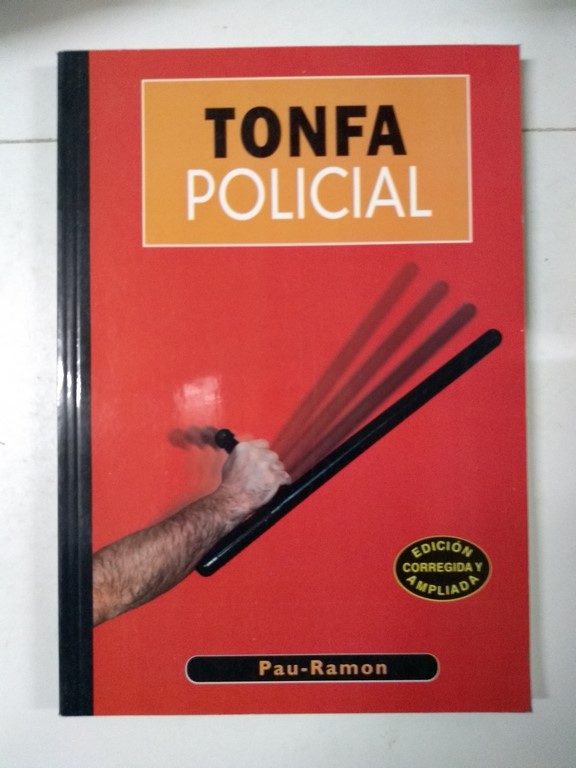 TONFA
POLICIAL
EDICIÓN
CORREGIDA Y
AMPLIADA
Pau-Ramon